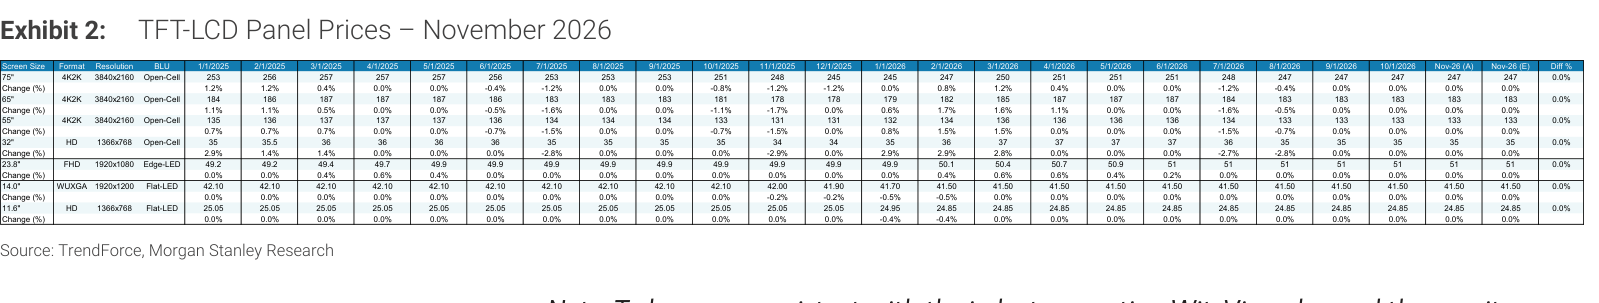 Exhibit 2: TFT-LCD Panel Prices – November 2026
Screen Size Format Resolution BLU 1/1/2025 2/1/2025 3/1/2025 4/1/2025 5/1/2025 6/1/2025 7/1/2025 8/1/2025 9/1/2025 10/1/2025 11/1/2025 12/1/2025 1/1/2026 2/1/2026 3/1/2026 4/1/2026 5/1/2026 6/1/2026 7/1/2026 8/1/2026 9/1/2026 10/1/2026 Nov-26 (A) Nov-26 (E) Diff %
75" 4K2K 3840x2160 Open-Cell 253 256 257 257 257 256 253 253 253 251 248 245 245 247 250 251 251 251 248 247 247 247 247 247 0.0%
Change (%) 1.2% 1.2% 0.4% 0.0% 0.0% -0.4% -1.2% 0.0% 0.0% -0.8% -1.2% -1.2% 0.0% 0.8% 1.2% 0.4% 0.0% 0.0% -1.2% -0.4% 0.0% 0.0% 0.0% 0.0%
65" 4K2K 3840x2160 Open-Cell 184 186 187 187 187 186 183 183 183 181 178 178 179 182 185 187 187 187 184 183 183 183 183 183 0.0%
Change (%) 1.1% 1.1% 0.5% 0.0% 0.0% -0.5% -1.6% 0.0% 0.0% -1.1% -1.7% 0.0% 0.6% 1.7% 1.6% 1.1% 0.0% 0.0% -1.6% -0.5% 0.0% 0.0% 0.0% 0.0%
55" 4K2K 3840x2160 Open-Cell 135 136 137 137 137 136 134 134 134 133 131 131 132 134 136 136 136 136 134 133 133 133 133 133 0.0%
Change (%) 0.7% 0.7% 0.7% 0.0% 0.0% -0.7% -1.5% 0.0% 0.0% -0.7% -1.5% 0.0% 0.8% 1.5% 1.5% 0.0% 0.0% 0.0% -1.5% -0.7% 0.0% 0.0% 0.0% 0.0%
32" HD 1366x768 Open-Cell 35 35.5 36 36 36 36 35 35 35 35 34 34 35 36 37 37 37 37 36 35 35 35 35 35 0.0%
Change (%) 2.9% 1.4% 1.4% 0.0% 0.0% 0.0% -2.8% 0.0% 0.0% 0.0% -2.9% 0.0% 2.9% 2.9% 2.8% 0.0% 0.0% 0.0% -2.7% -2.8% 0.0% 0.0% 0.0% 0.0%
23.8" FHD 1920x1080 Edge-LED 49.2 49.2 49.4 49.7 49.9 49.9 49.9 49.9 49.9 49.9 49.9 49.9 49.9 50.1 50.4 50.7 50.9 51 51 51 51 51 51 51 0.0%
Change (%) 0.0% 0.0% 0.4% 0.6% 0.4% 0.0% 0.0% 0.0% 0.0% 0.0% 0.0% 0.0% 0.0% 0.4% 0.6% 0.6% 0.4% 0.2% 0.0% 0.0% 0.0% 0.0% 0.0% 0.0%
14.0" WUXGA 1920x1200 Flat-LED 42.10 42.10 42.10 42.10 42.10 42.10 42.10 42.10 42.10 42.10 42.00 41.90 41.70 41.50 41.50 41.50 41.50 41.50 41.50 41.50 41.50 41.50 41.50 41.50 0.0%
Change (%) 0.0% 0.0% 0.0% 0.0% 0.0% 0.0% 0.0% 0.0% 0.0% 0.0% -0.2% -0.2% -0.5% -0.5% 0.0% 0.0% 0.0% 0.0% 0.0% 0.0% 0.0% 0.0% 0.0% 0.0%
11.6" HD 1366x768 Flat-LED 25.05 25.05 25.05 25.05 25.05 25.05 25.05 25.05 25.05 25.05 25.05 25.05 24.95 24.85 24.85 24.85 24.85 24.85 24.85 24.85 24.85 24.85 24.85 24.85 0.0%
Change (%) 0.0% 0.0% 0.0% 0.0% 0.0% 0.0% 0.0% 0.0% 0.0% 0.0% 0.0% 0.0% -0.4% -0.4% 0.0% 0.0% 0.0% 0.0% 0.0% 0.0% 0.0% 0.0% 0.0% 0.0%
Source: TrendForce, Morgan Stanley Research